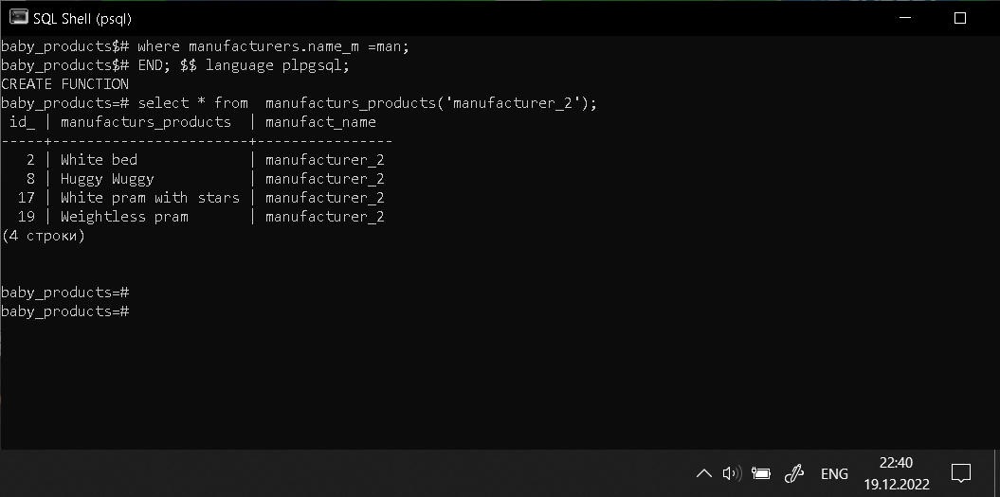 SQL Shell (psql)
baby_products$# where manufacturers.name_m =man;
baby_products$# END; $$ language plpgsql;
CREATE FUNCTION
baby_products=# select * from  manufacturs_products('manufacturer_2');
 id_ | manufacturs_products  | manufact_name
-----+-----------------------+----------------
   2 | White bed             | manufacturer_2
   8 | Huggy Wuggy           | manufacturer_2
  17 | White pram with stars | manufacturer_2
  19 | Weightless pram       | manufacturer_2
(4 строки)
baby_products=#
baby_products=#
ENG
22:40
19.12.2022